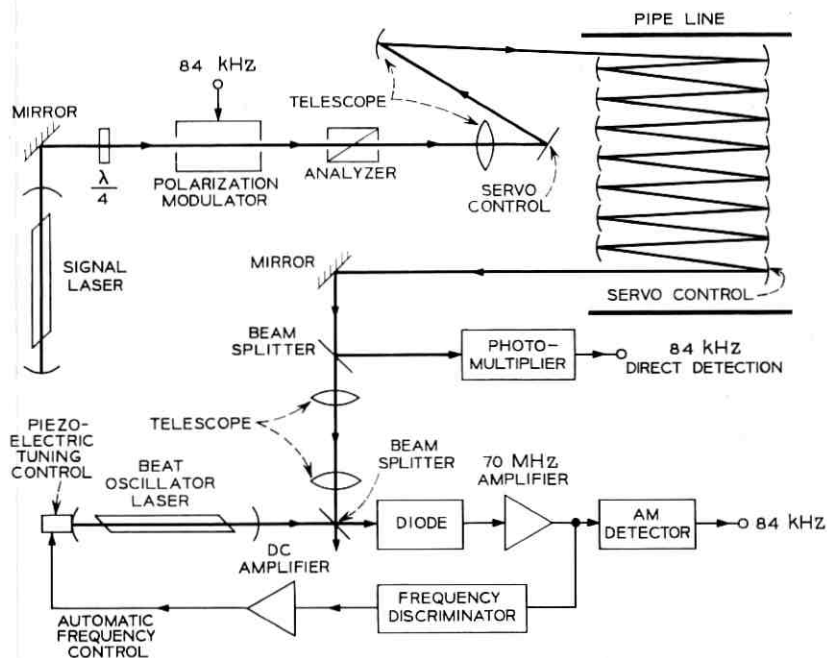 PIPE LINE
84 kHz
TELESCOPE
MIRROR
λ
4
POLARIZATION
MODULATOR
ANALYZER
SERVO
CONTROL
SIGNAL
LASER
MIRROR
SERVO CONTROL
BEAM
SPLITTER
PHOTO-
MULTIPLIER
84 kHz
DIRECT DETECTION
TELESCOPE
PIEZO-
ELECTRIC
TUNING
CONTROL
BEAT
OSCILLATOR
LASER
BEAM
SPLITTER
70 MHz
AMPLIFIER
DIODE
AM
DETECTOR
84 kHz
DC
AMPLIFIER
FREQUENCY
DISCRIMINATOR
AUTOMATIC
FREQUENCY
CONTROL